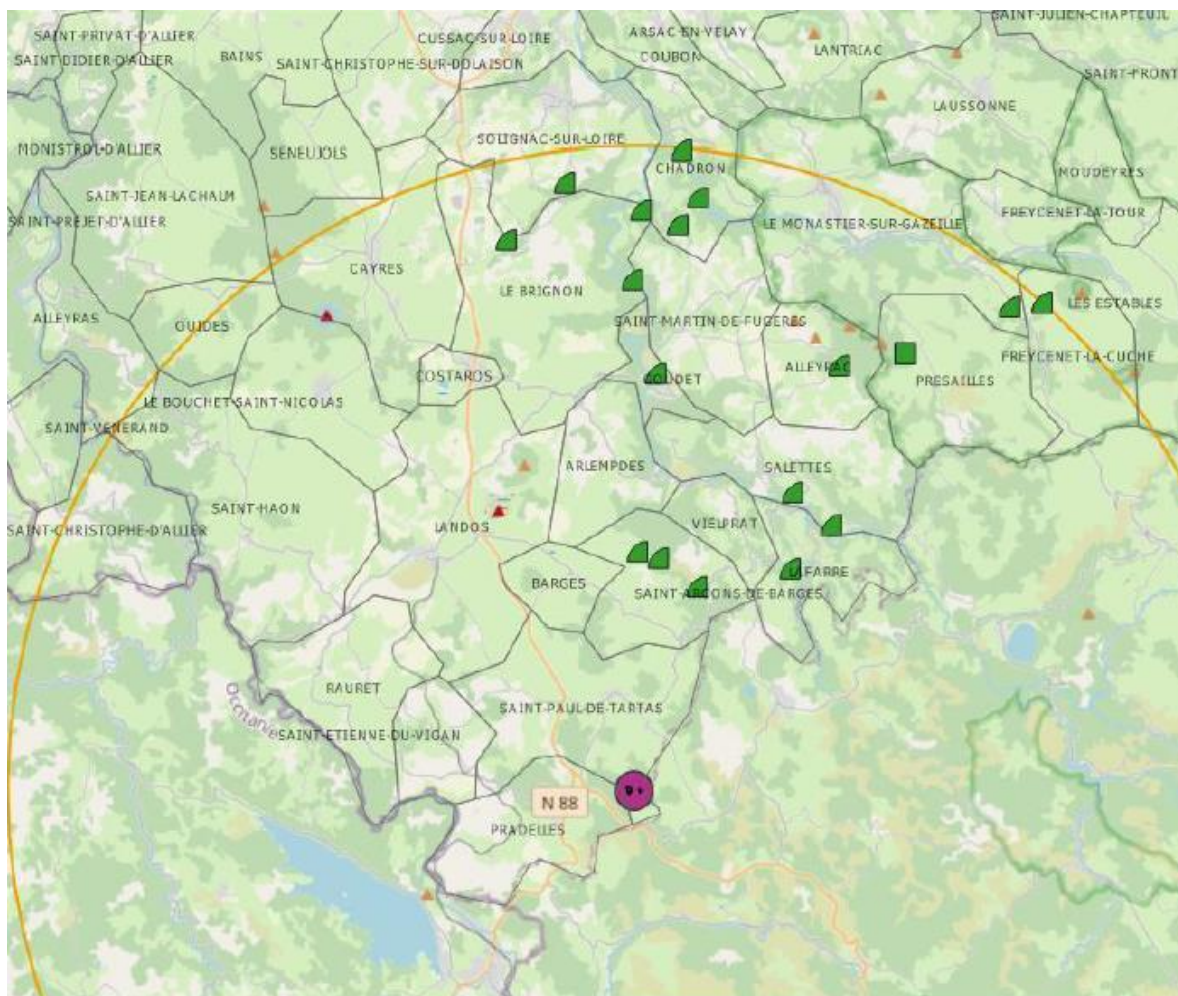 SAINT-JULIEN-CHAPTEUIL
SAINT-PRIVAT-D'ALLIER
CUSSAC-SUR-LOIRE
ARSAC-EN-VELAY
LANTRIAC
SAINT-DIDIER-D'ALLIER
BAINS
SAINT-CHRISTOPHE-SUR-DOLAISON
COUBON
SAINT-FRONT
LAUSSONNE
MONISTROL-D'ALLIER
SENEUJOLS
SOLIGNAC-SUR-LOIRE
CHADRON
MOUDEYRES
SAINT-JEAN-LACHALM
SAINT-PREJET-D'ALLIER
LE MONASTIER-SUR-GAZEILLE
FREYCENET-LA-TOUR
CAYRES
LE BRIGNON
LES ESTABLES
ALLEYRAS
OUIDES
SAINT-MARTIN-DE-FUGERES
FREYCENET-LA-CUCHE
COSTAROS
GOUDET
ALLEYRAC
PRESAILLES
LE BOUCHET-SAINT-NICOLAS
SAINT-VENERAND
ARLEMPDES
SALETTES
SAINT-HAON
SAINT-CHRISTOPHE-D'ALLIER
LANDOS
VIELPRAT
BARGES
LAFARRE
SAINT-ARCONS-DE-BARGES
RAURET
Occitanie
SAINT-PAUL-DE-TARTAS
SAINT-ETIENNE-DU-VIGAN
N 88
PRADELLES